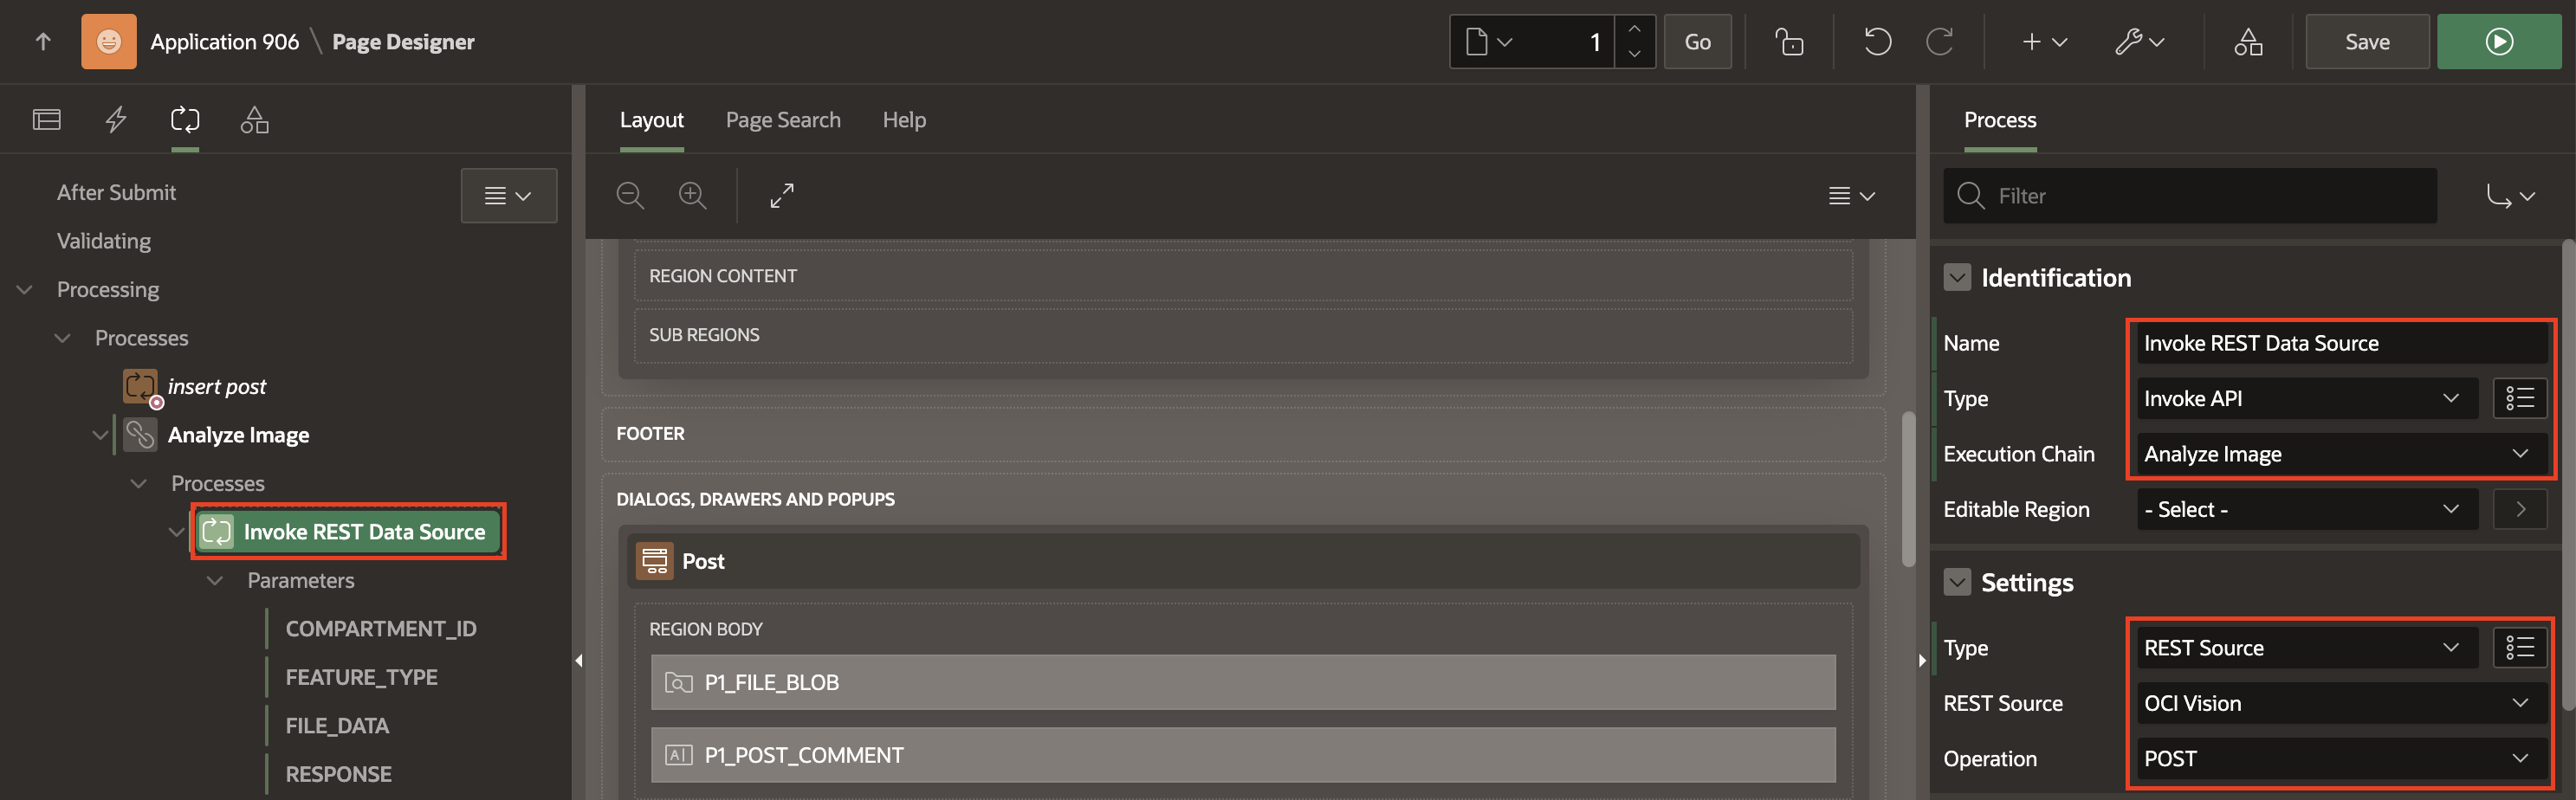 Application 906 \ Page Designer
1
Go
Save
After Submit
Validating
Processing
Processes
insert post
Analyze Image
Processes
Invoke REST Data Source
Parameters
COMPARTMENT_ID
FEATURE_TYPE
FILE_DATA
RESPONSE
Layout
Page Search
Help
REGION CONTENT
SUB REGIONS
FOOTER
DIALOGS, DRAWERS AND POPUPS
Post
REGION BODY
P1_FILE_BLOB
P1_POST_COMMENT
Process
Filter
Identification
Name Invoke REST Data Source
Type Invoke API
Execution Chain Analyze Image
Editable Region - Select -
Settings
Type REST Source
REST Source OCI Vision
Operation POST